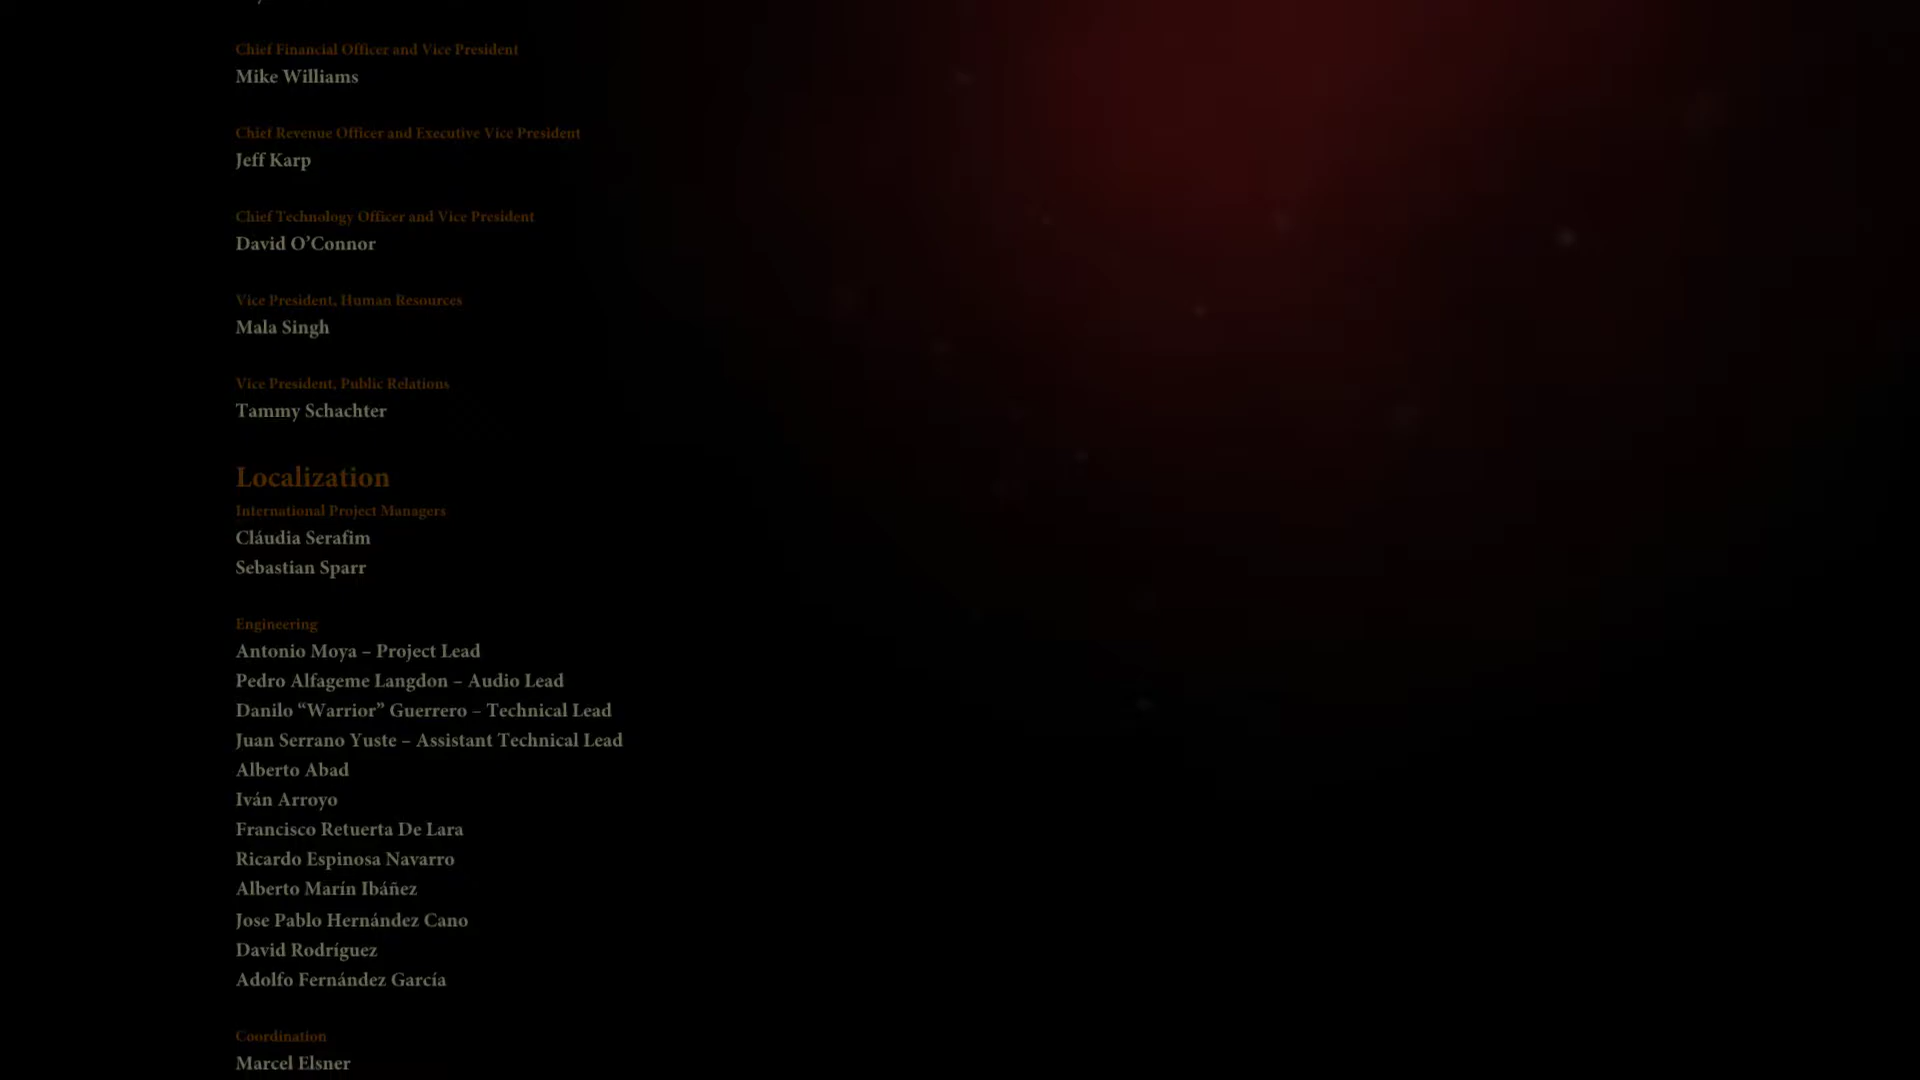 Chief Financial Officer and Vice President
Mike Williams
Chief Revenue Officer and Executive Vice President
Jeff Karp
Chief Technology Officer and Vice President
David O’Connor
Vice President, Human Resources
Mala Singh
Vice President, Public Relations
Tammy Schachter
Localization
International Project Managers
Cláudia Serafim
Sebastian Sparr
Engineering
Antonio Moya – Project Lead
Pedro Alfageme Langdon – Audio Lead
Danilo “Warrior” Guerrero – Technical Lead
Juan Serrano Yuste – Assistant Technical Lead
Alberto Abad
Iván Arroyo
Francisco Retuerta De Lara
Ricardo Espinosa Navarro
Alberto Marín Ibáñez
Jose Pablo Hernández Cano
David Rodríguez
Adolfo Fernández García
Coordination
Marcel Elsner